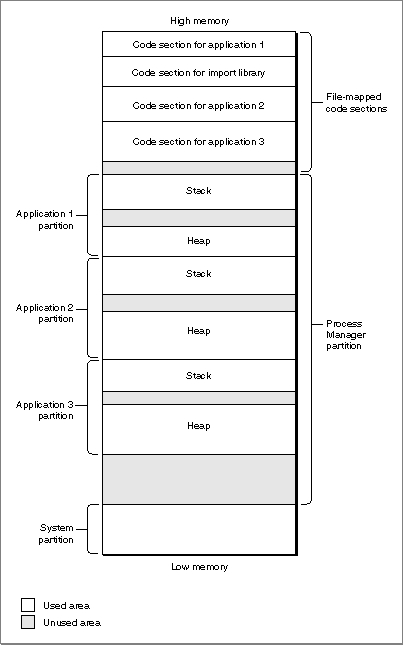 High memory
Code section for application 1
Code section for import library
Code section for application 2
Code section for application 3
File-mapped
code sections
Stack
Application 1
partition
Heap
Stack
Application 2
partition
Heap
Process
Manager
partition
Stack
Application 3
partition
Heap
System
partition
Low memory
Used area
Unused area